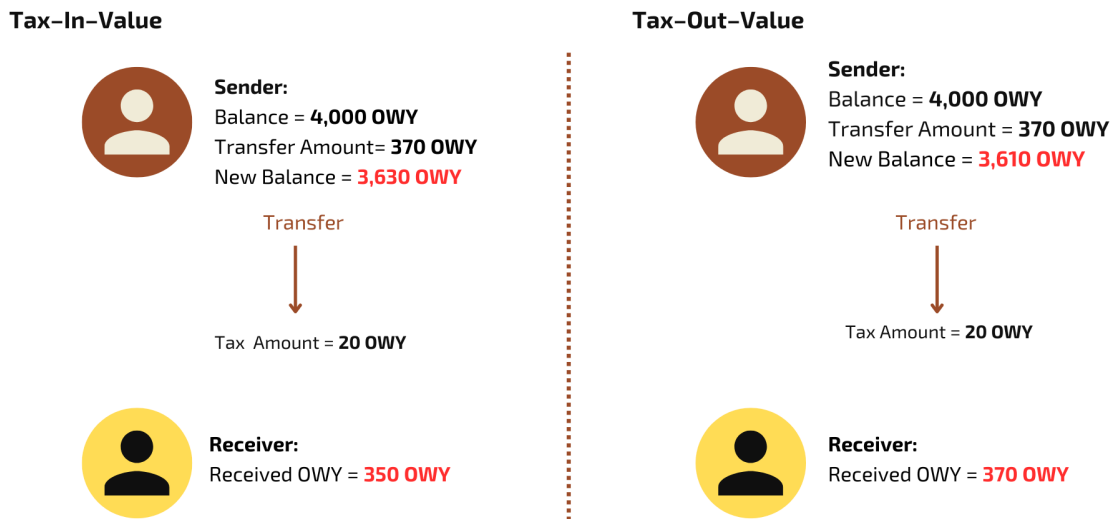 Tax–In–Value
Sender:
Balance = 4,000 OWY
Transfer Amount= 370 OWY
New Balance = 3,630 OWY
Transfer
Tax Amount = 20 OWY
Receiver:
Received OWY = 350 OWY
Tax–Out–Value
Sender:
Balance = 4,000 OWY
Transfer Amount = 370 OWY
New Balance = 3,610 OWY
Transfer
Tax Amount = 20 OWY
Receiver:
Received OWY = 370 OWY